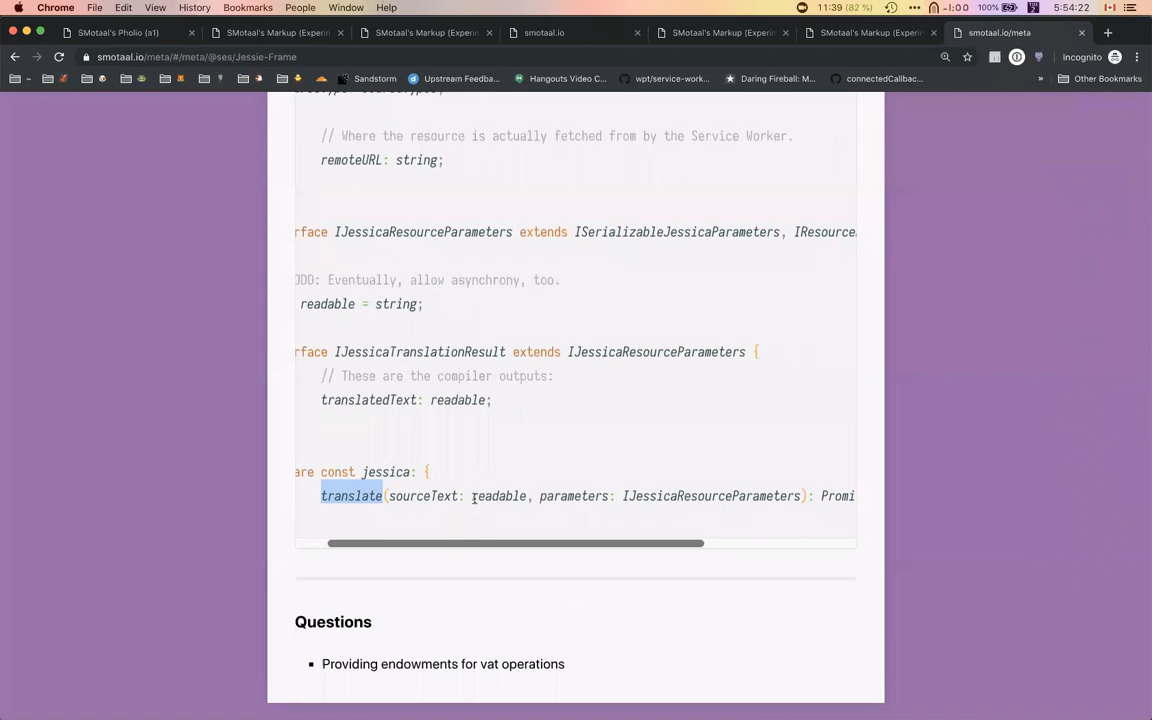 Chrome File Edit View History Bookmarks People Window Help 11:39 (82 %) -1:00 100% 5:54:22
SMotaal's Pholio (a1) SMotaal's Markup (Experim SMotaal's Markup (Experim smotaal.io SMotaal's Markup (Experim SMotaal's Markup (Experim smotaal.io/meta
smotaal.io/meta/#/meta/@ses/Jessie-Frame Incognito
Sandstorm Upstream Feedba... Hangouts Video C... wpt/service-work... Daring Fireball: M... connectedCallbac... » Other Bookmarks
// Where the resource is actually fetched from by the Service Worker.
remoteURL: string;
rface IJessicaResourceParameters extends ISerializableJessicaParameters, IResource
ODO: Eventually, allow asynchrony, too.
readable = string;
rface IJessicaTranslationResult extends IJessicaResourceParameters {
// These are the compiler outputs:
translatedText: readable;
are const jessica: {
translate(sourceText: readable, parameters: IJessicaResourceParameters): Promi
Questions
▪ Providing endowments for vat operations